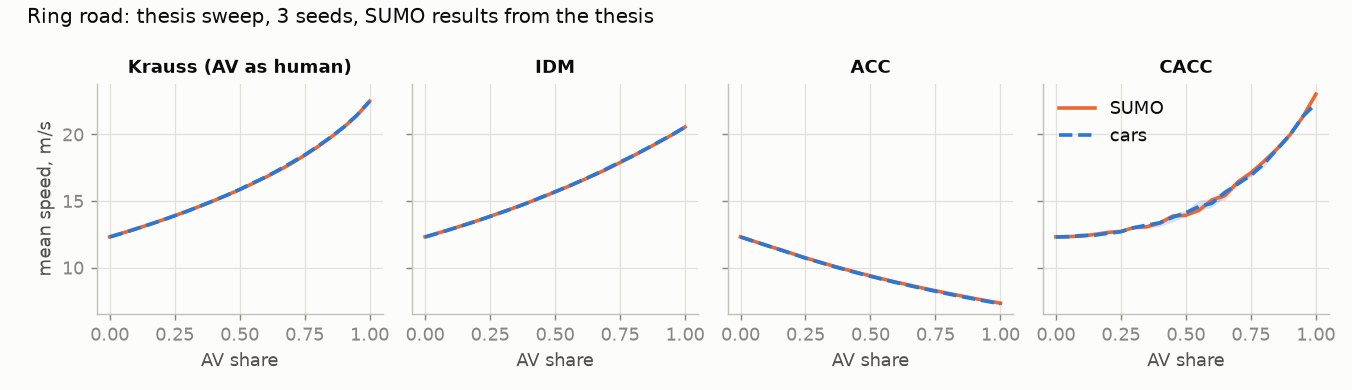 Ring road: thesis sweep, 3 seeds, SUMO results from the thesis
Krauss (AV as human)
IDM
ACC
CACC
mean speed, m/s
20
15
10
SUMO
cars
0.00 0.25 0.50 0.75 1.00
0.00 0.25 0.50 0.75 1.00
0.00 0.25 0.50 0.75 1.00
0.00 0.25 0.50 0.75 1.00
AV share
AV share
AV share
AV share